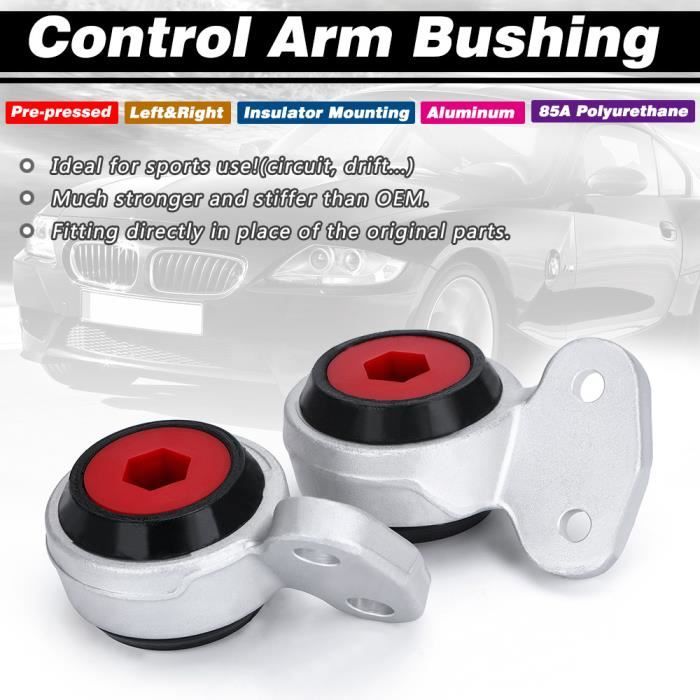 Control Arm Bushing
Pre-pressed Left&Right Insulator Mounting Aluminum 85A Polyurethane
Ideal for sports use!(circuit, drift...)
Much stronger and stiffer than OEM.
Fitting directly in place of the original parts.